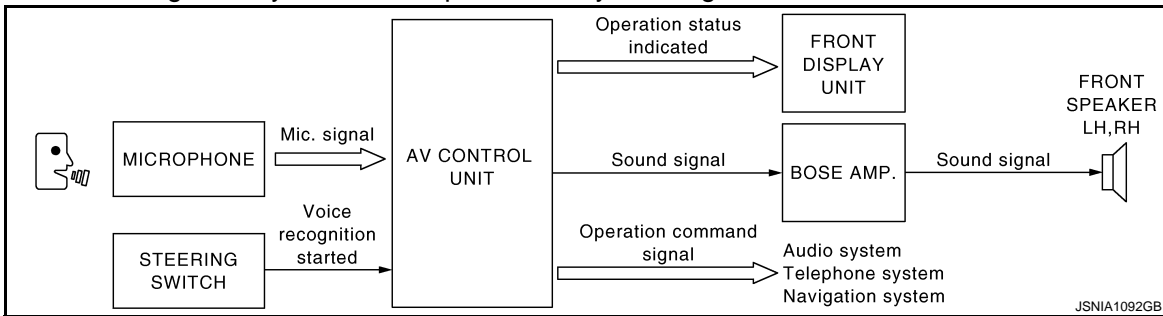 Operation status
indicated
FRONT
DISPLAY
UNIT
FRONT
SPEAKER
LH,RH
MICROPHONE
Mic. signal
AV CONTROL
UNIT
Sound signal
BOSE AMP.
Sound signal
STEERING
SWITCH
Voice
recognition
started
Operation command
signal
Audio system
Telephone system
Navigation system
JSNIA1092GB